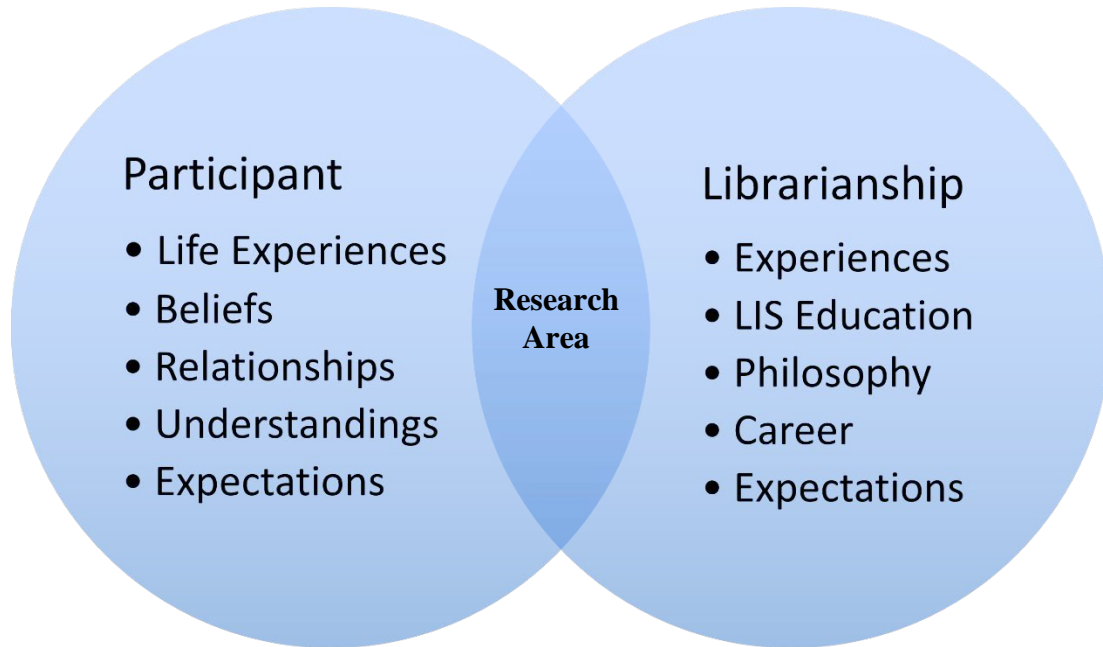 Participant
• Life Experiences
• Beliefs
• Relationships
• Understandings
• Expectations
Research
Area
Librarianship
• Experiences
• LIS Education
• Philosophy
• Career
• Expectations